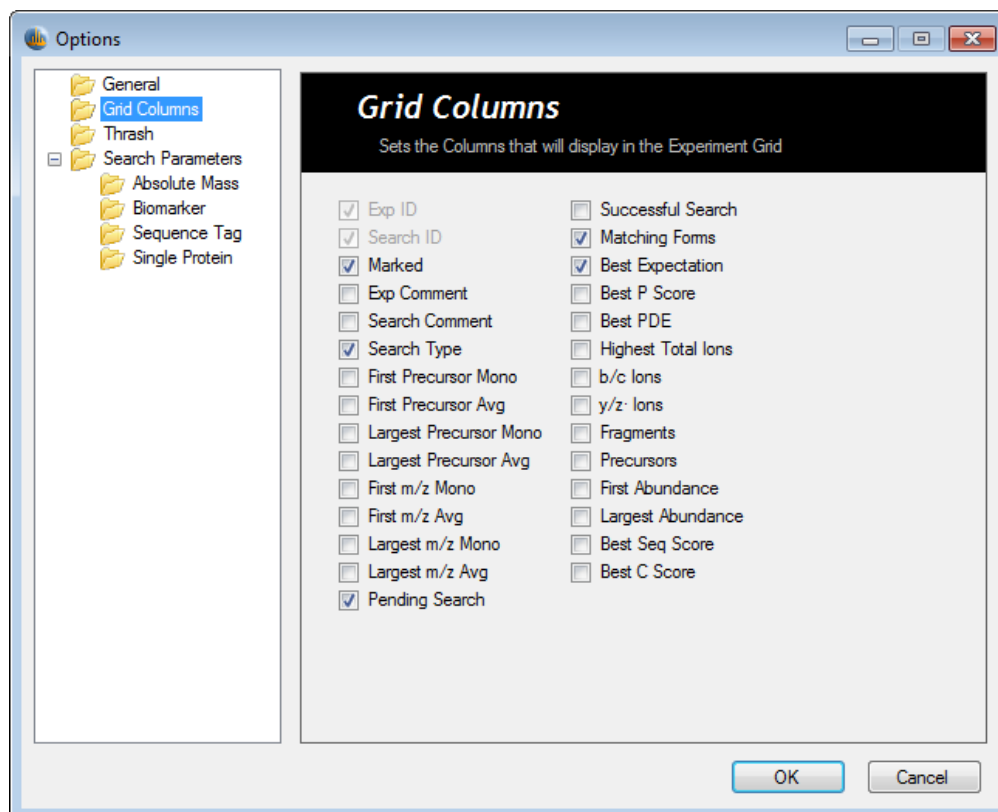 Options
General
Grid Columns
Thrash
Search Parameters
Absolute Mass
Biomarker
Sequence Tag
Single Protein
Grid Columns
Sets the Columns that will display in the Experiment Grid
Exp ID
Search ID
Marked
Exp Comment
Search Comment
Search Type
First Precursor Mono
First Precursor Avg
Largest Precursor Mono
Largest Precursor Avg
First m/z Mono
First m/z Avg
Largest m/z Mono
Largest m/z Avg
Pending Search
Successful Search
Matching Forms
Best Expectation
Best P Score
Best PDE
Highest Total Ions
b/c Ions
y/z· Ions
Fragments
Precursors
First Abundance
Largest Abundance
Best Seq Score
Best C Score
OK
Cancel